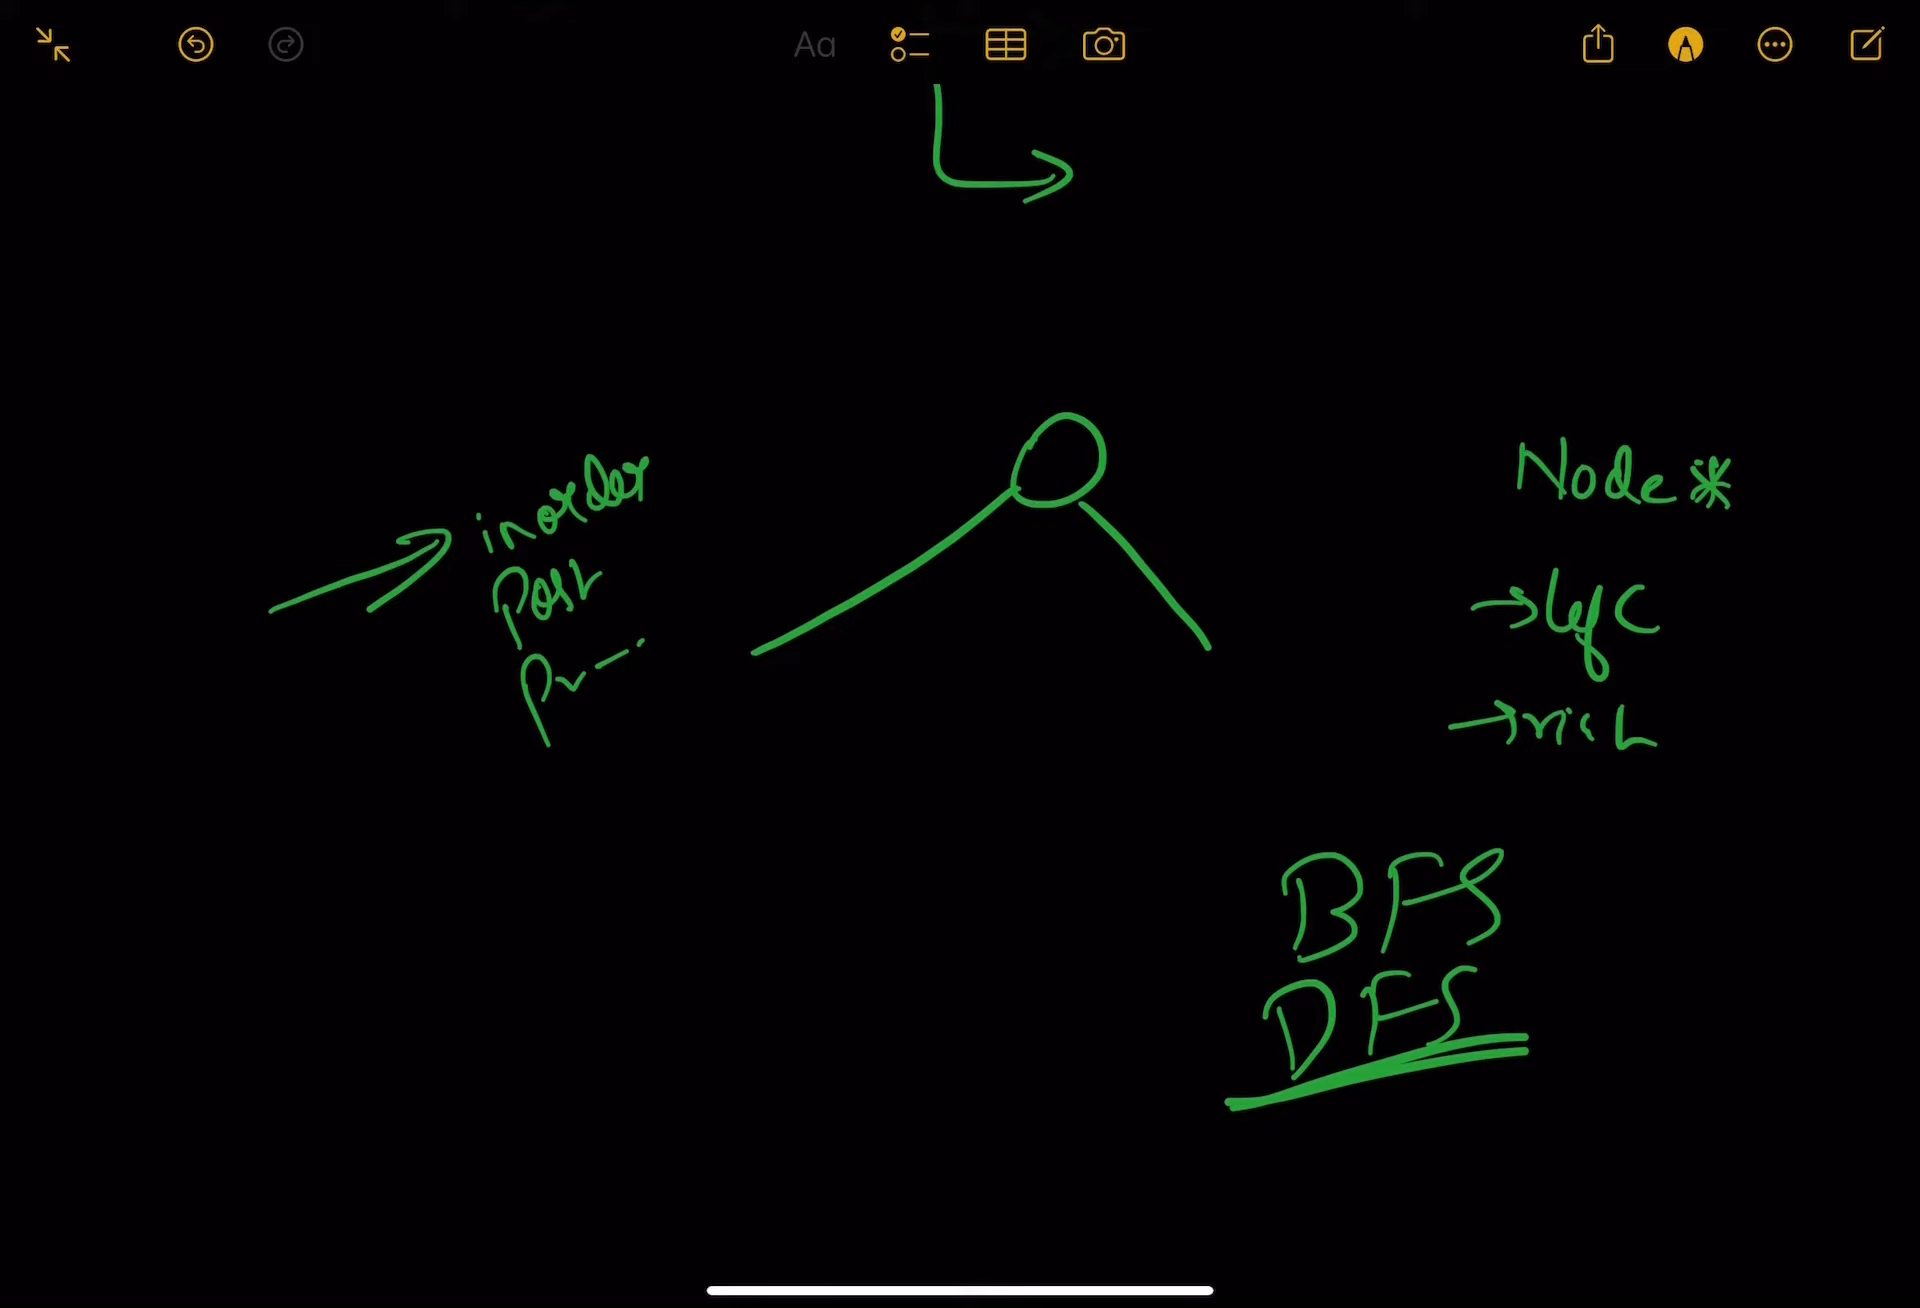 Aa
inorder
Post
Pr--·
Node *
→ left
→ right
BFS
DFS